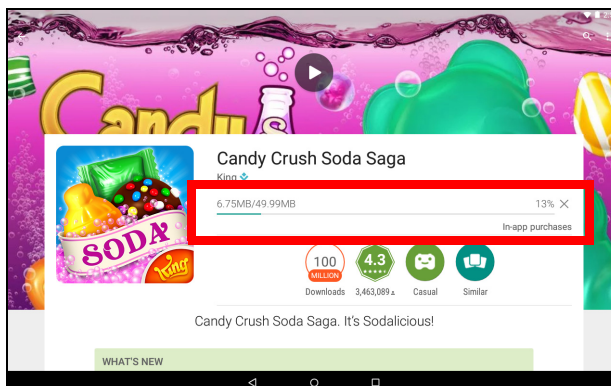 Candy
Candy Crush Soda Saga
King
6.75MB/49.99MB 13%
In-app purchases
SODA
King
100
MILLION
4.3
Downloads 3,463,089 Casual Similar
Candy Crush Soda Saga. It's Sodalicious!
WHAT'S NEW